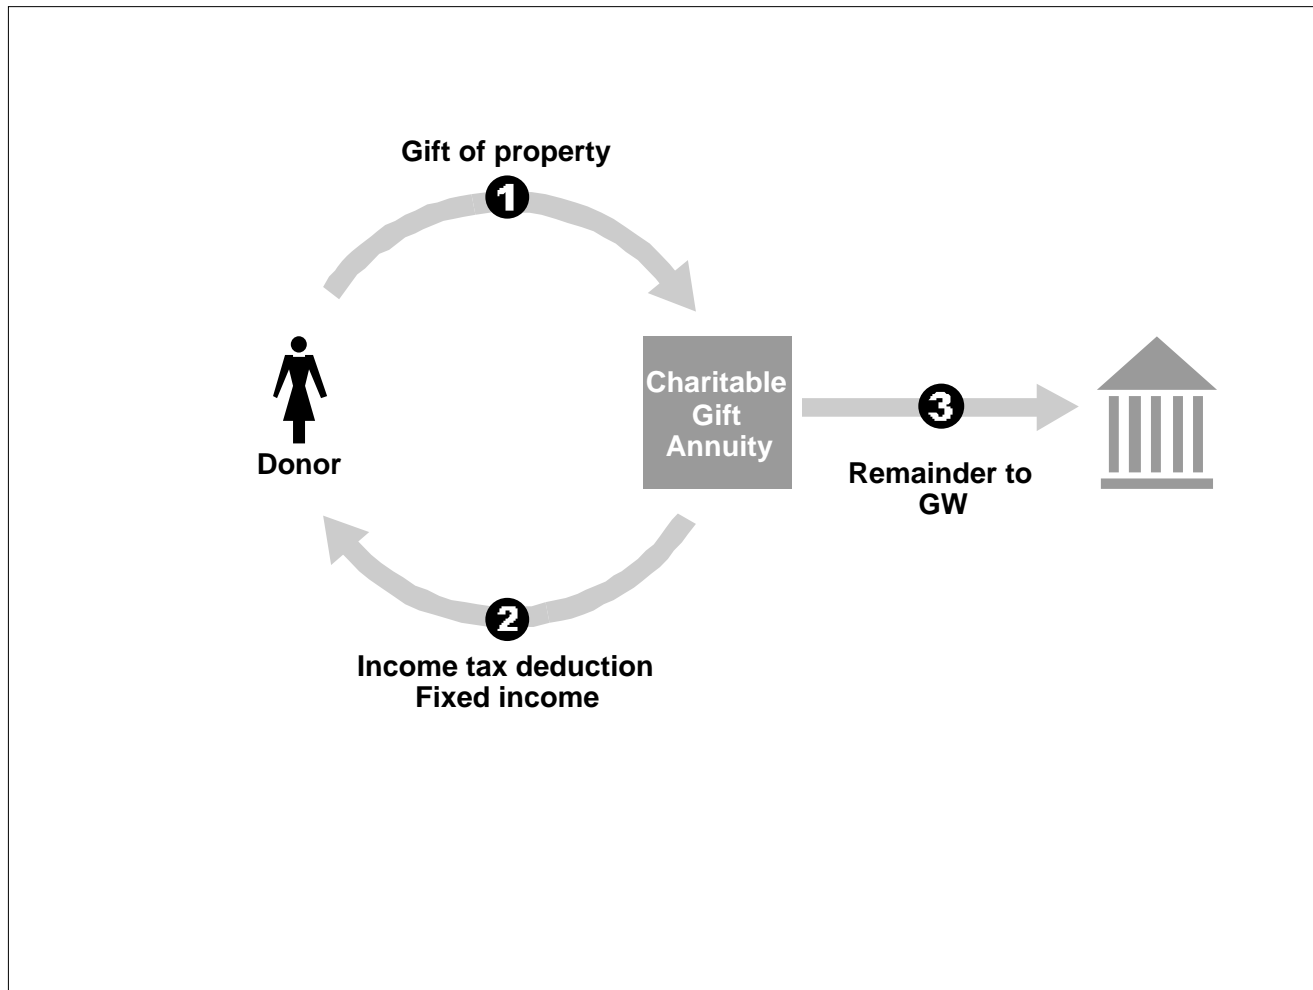 Gift of property
1
Donor
Charitable
Gift
Annuity
3
Remainder to
GW
2
Income tax deduction
Fixed income